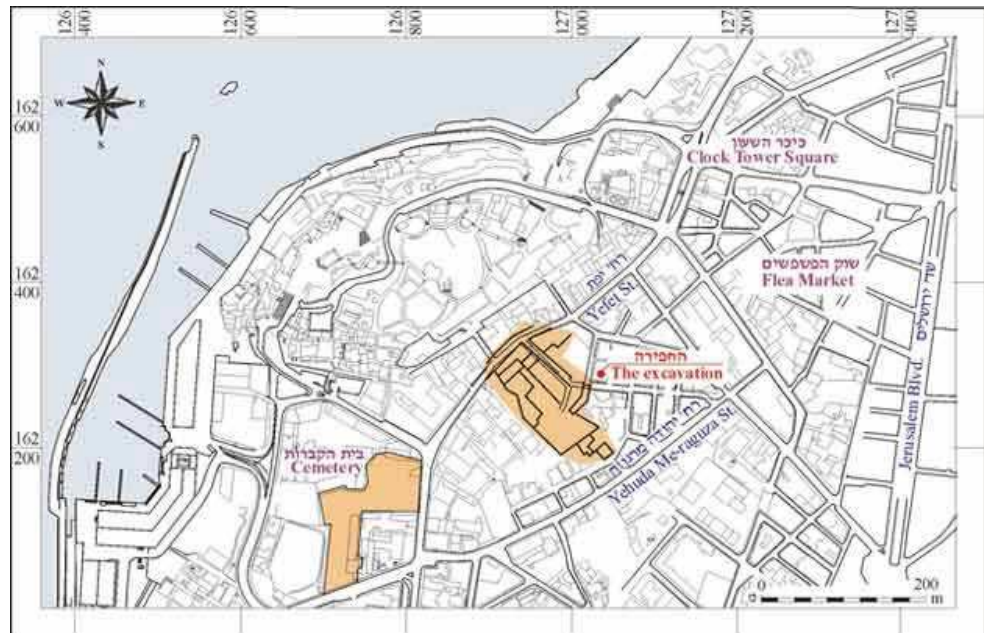 126
400
126
600
126
800
127
000
127
200
127
400
162
600
162
400
162
200
N
W
E
S
כיכר השעון
Clock Tower Square
שוק הפשפשים
Flea Market
רח' יפת
Yefet St.
החפירה
The excavation
רח' יהודה מרגוזה
Yehuda Me-raguza St.
שד' ירושלים
Jerusalem Blvd.
בית הקברות
Cemetery
0
200
m